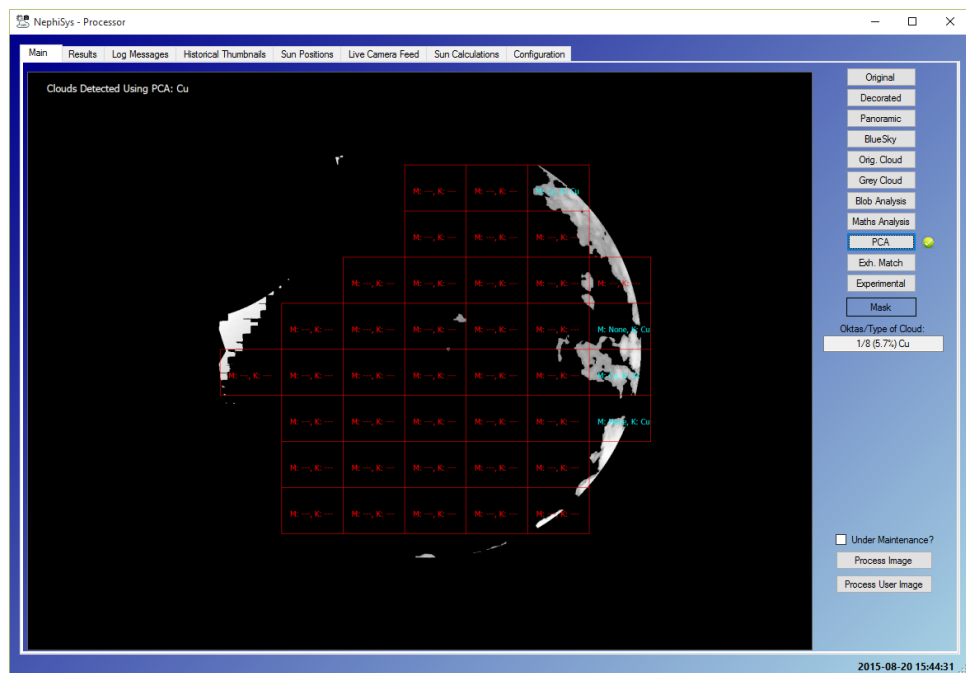 NephiSys - Processor
Main Results Log Messages Historical Thumbnails Sun Positions Live Camera Feed Sun Calculations Configuration
Clouds Detected Using PCA: Cu
Original
Decorated
Panoramic
BlueSky
Orig. Cloud
Grey Cloud
Blob Analysis
Maths Analysis
PCA
Exh. Match
Experimental
Mask
Oktas/Type of Cloud:
1/8 (5.7%) Cu
M: ---, K: --- M: ---, K: --- Cu
M: ---, K: --- M: ---, K: --- M: ---, K: ---
M: ---, K: --- M: ---, K: --- M: ---, K: --- M: ---, K: --- M: ---, K: ---
M: ---, K: --- M: ---, K: --- M: ---, K: --- M: ---, K: --- M: ---, K: --- M: None, K: Cu
M: ---, K: --- M: ---, K: --- M: ---, K: --- M: ---, K: --- M: ---, K: --- M: ---, K: ---
M: ---, K: --- M: ---, K: --- M: ---, K: --- M: ---, K: --- M: ---, K: --- M: None, K: Cu
M: ---, K: --- M: ---, K: --- M: ---, K: --- M: ---, K: --- M: ---, K: ---
M: ---, K: --- M: ---, K: --- M: ---, K: --- M: ---, K: --- M: ---, K: ---
Under Maintenance?
Process Image
Process User Image
2015-08-20 15:44:31